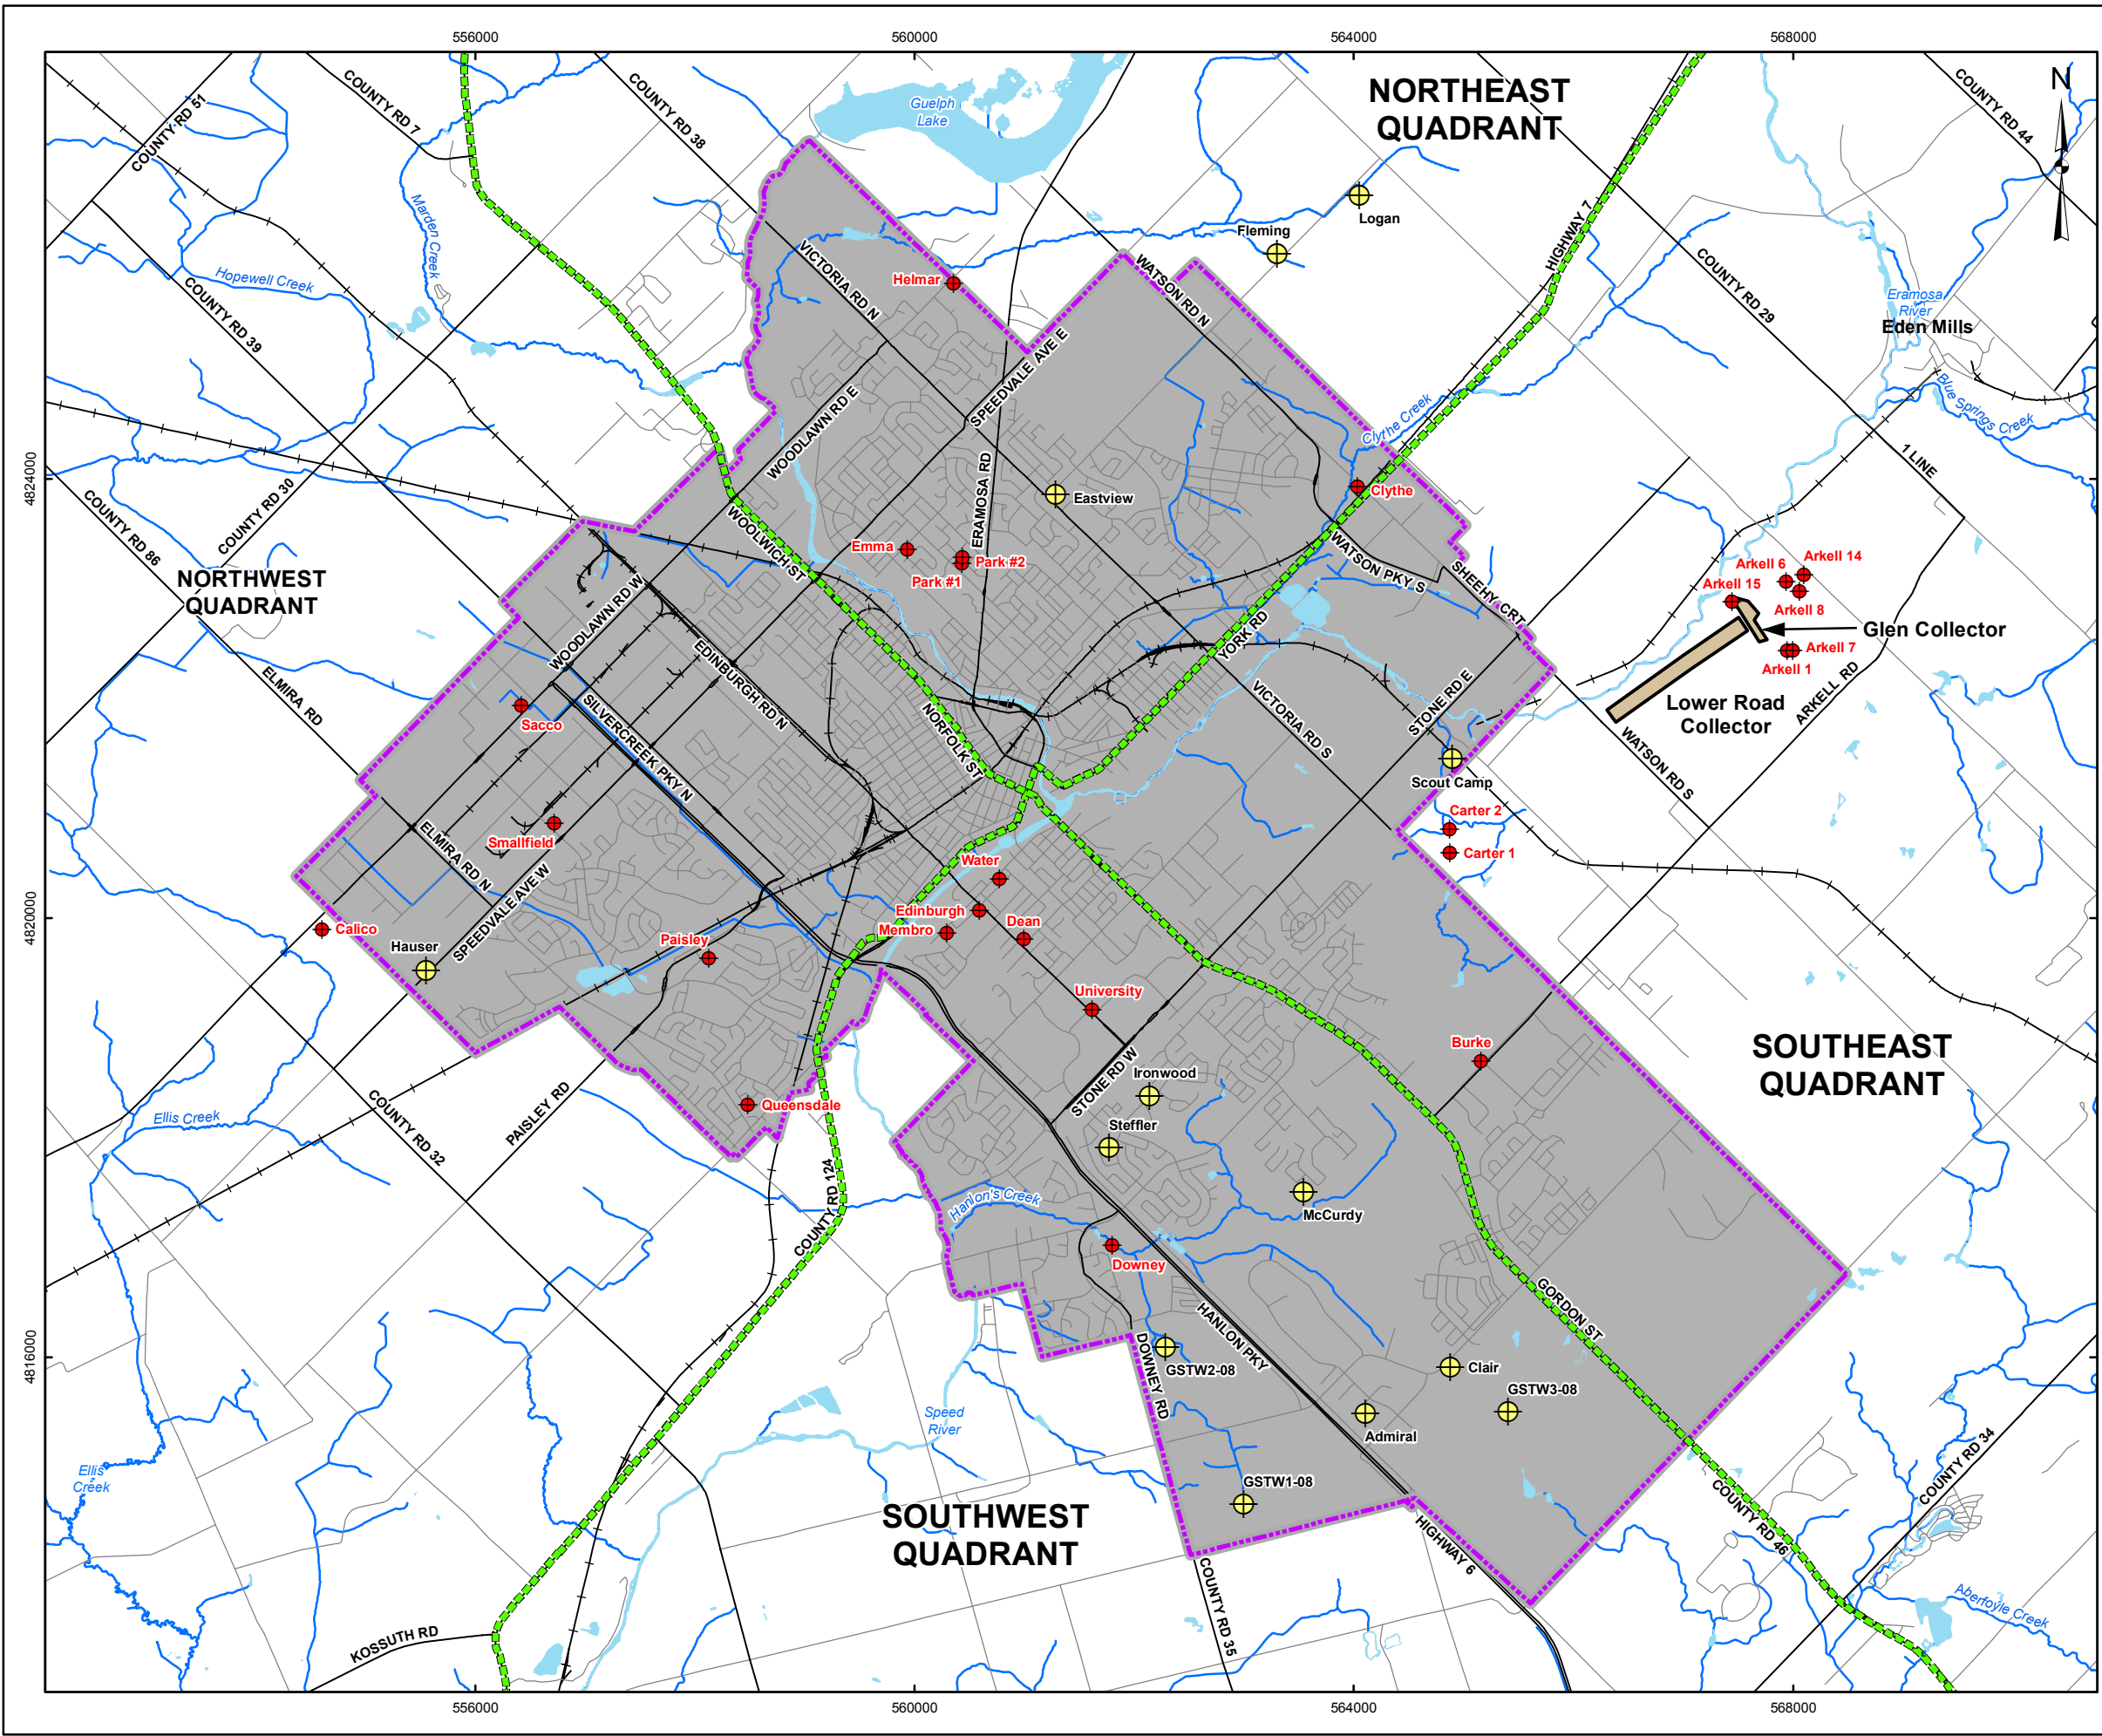 556000
560000
564000
568000
COUNTY RD 51
COUNTY RD 7
COUNTY RD 38
Guelph
Lake
NORTHEAST
QUADRANT
COUNTY RD 44
N
Marden Creek
Hopewell Creek
COUNTY RD 39
VICTORIA RD N
Helmar
Fleming
Logan
WATSON RD N
HIGHWAY 7
COUNTY RD 29
Eramosa
River
Eden Mills
Blue Springs
Creek
1 LINE
4824000
COUNTY RD 86
COUNTY RD 30
WOODLAWN RD E
SPEEDVALE AVE E
ERAMOSA RD
Eastview
Clythe Creek
Clythe
WOOLWICH ST
Emma
Park #2
Park #1
WATSON PKY S
SHEEHY CRT
Arkell 14
Arkell 6
Arkell 15
Arkell 8
Glen Collector
Arkell 7
Arkell 1
ARKELL RD
Lower Road
Collector
NORTHWEST
QUADRANT
WOODLAWN RD W
EDINBURGH RD N
YORK RD
VICTORIA RD S
STONE RD E
ELMIRA RD
Sacco
SILVERCREEK PKY N
NORFOLK ST
WATSON RD S
Scout Camp
Carter 2
Carter 1
Smallfield
ELMIRA RD N
SPEEDVALE AVE W
Water
Edinburgh
Membro
Dean
4820000
Calico
Hauser
Paisley
University
Burke
SOUTHEAST
QUADRANT
STONE RD W
Ironwood
Steffler
Queensdale
Ellis Creek
COUNTY RD 32
PAISLEY RD
COUNTY RD 124
Hanlon's Creek
McCurdy
Downey
HANLON PKY
GORDON ST
4816000
DOWNEY RD
GSTW2-08
Clair
GSTW3-08
Admiral
Speed
River
Ellis
Creek
GSTW1-08
SOUTHWEST
QUADRANT
COUNTY RD 34
COUNTY RD 46
HIGHWAY 6
COUNTY RD 35
Aberfoyle Creek
KOSSUTH RD
556000
560000
564000
568000